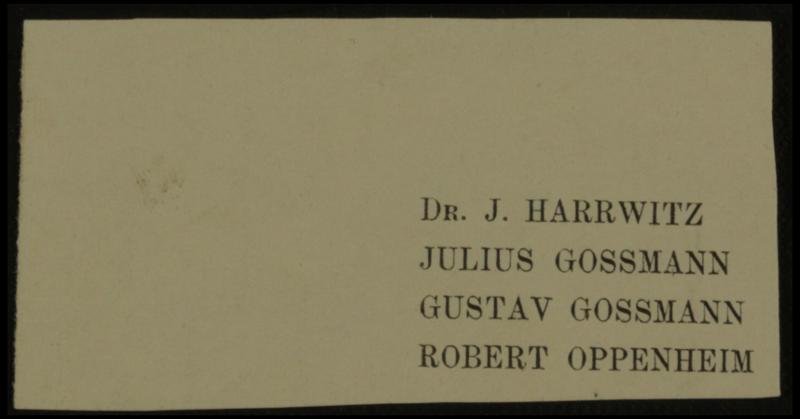 Dr. J. HARRWITZ
JULIUS GOSSMANN
GUSTAV GOSSMANN
ROBERT OPPENHEIM